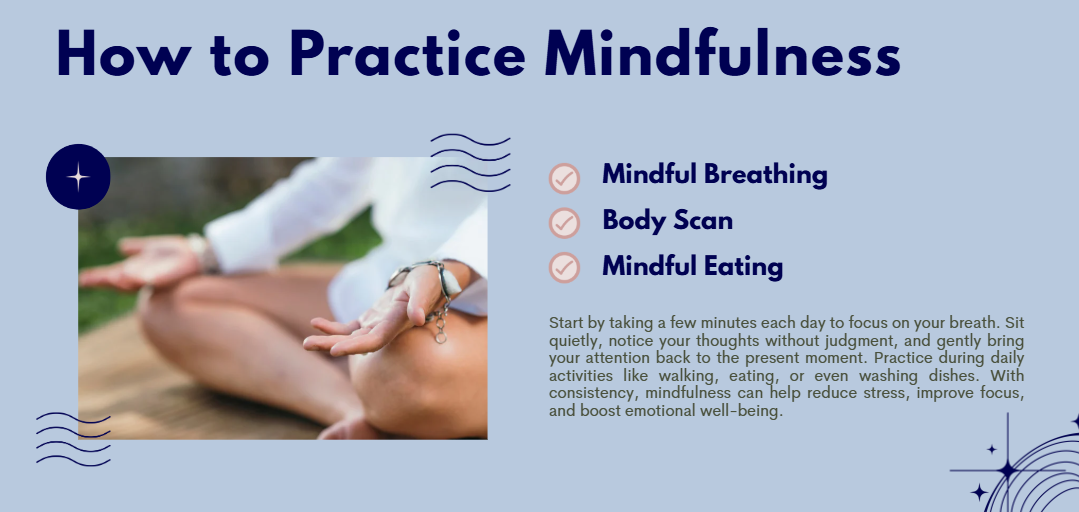 How to Practice Mindfulness
Mindful Breathing
Body Scan
Mindful Eating
Start by taking a few minutes each day to focus on your breath. Sit
quietly, notice your thoughts without judgment, and gently bring
your attention back to the present moment. Practice during daily
activities like walking, eating, or even washing dishes. With
consistency, mindfulness can help reduce stress, improve focus,
and boost emotional well-being.